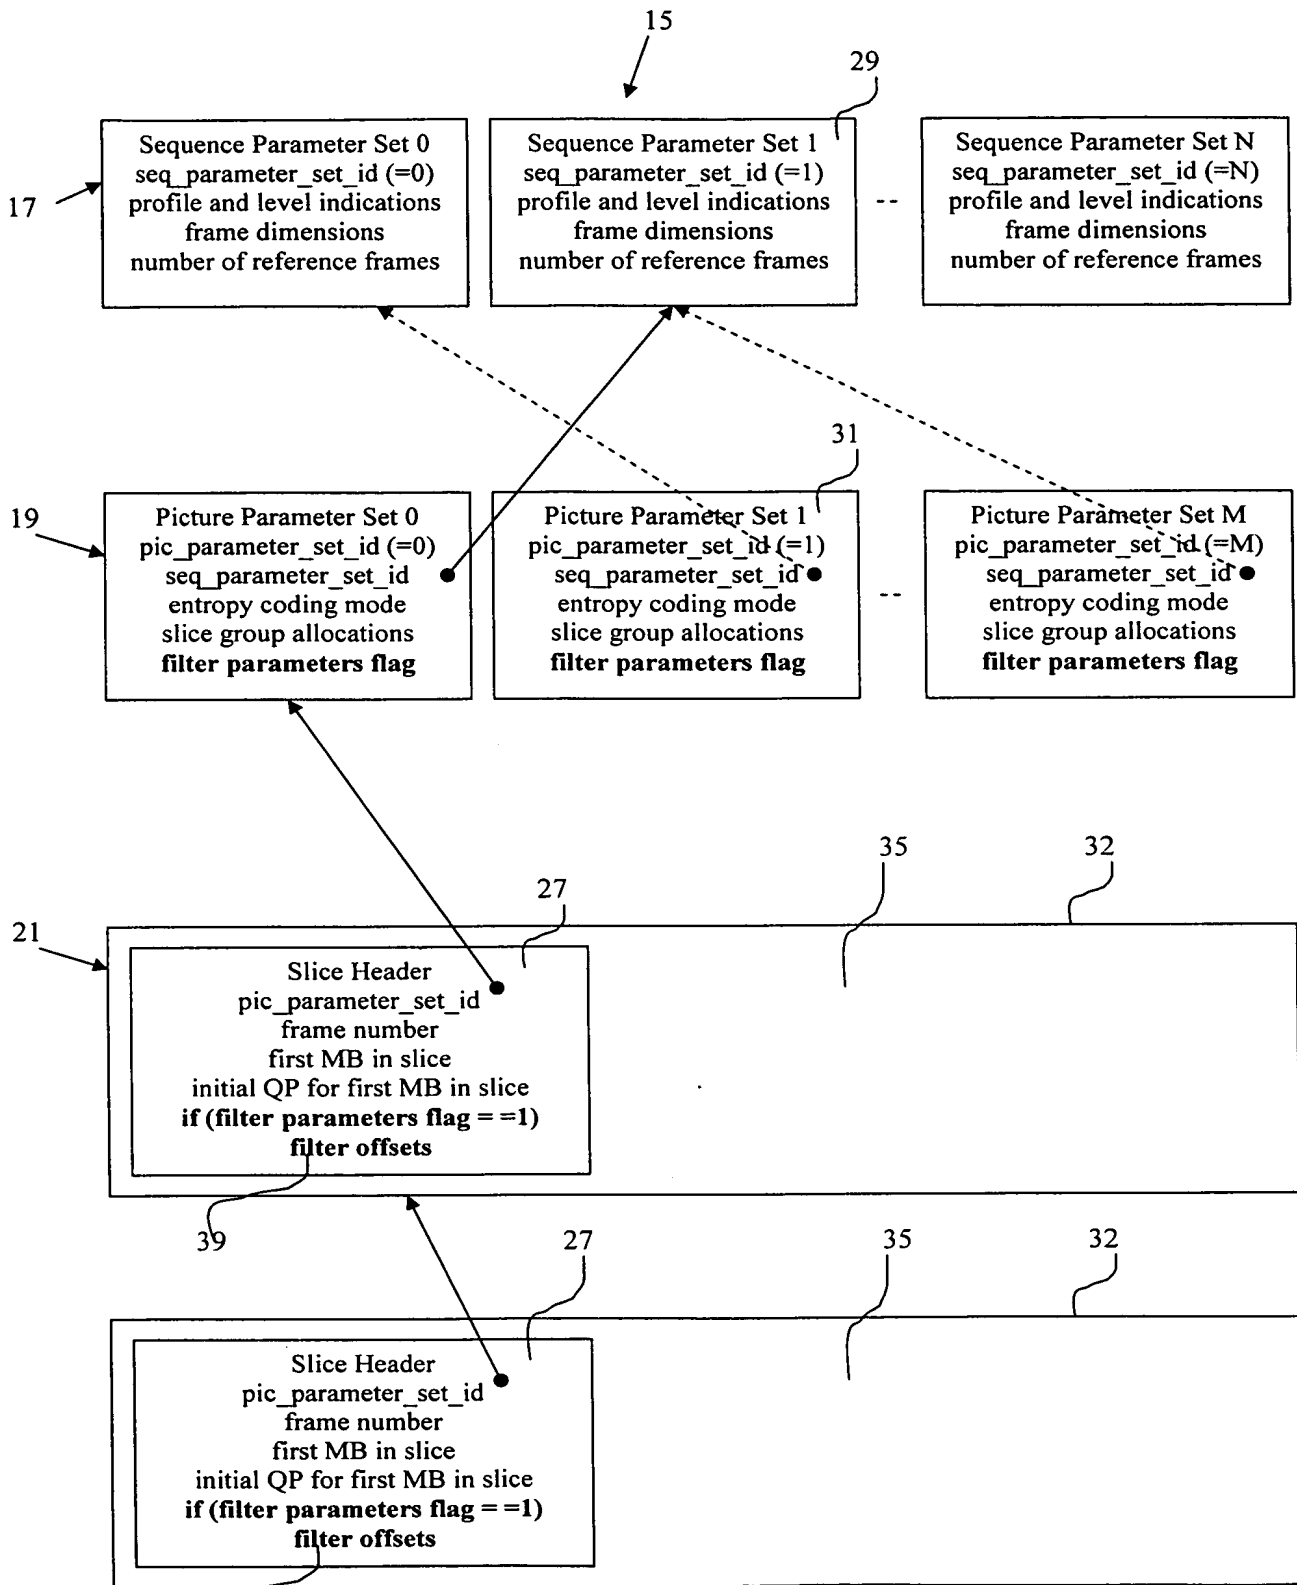 15
29
17
Sequence Parameter Set 0
seq_parameter_set_id (=0)
profile and level indications
frame dimensions
number of reference frames
Sequence Parameter Set 1
seq_parameter_set_id (=1)
profile and level indications
frame dimensions
number of reference frames
--
Sequence Parameter Set N
seq_parameter_set_id (=N)
profile and level indications
frame dimensions
number of reference frames
31
19
Picture Parameter Set 0
pic_parameter_set_id (=0)
seq_parameter_set_id
entropy coding mode
slice group allocations
filter parameters flag
Picture Parameter Set 1
pic_parameter_set_id (=1)
seq_parameter_set_id
entropy coding mode
slice group allocations
filter parameters flag
--
Picture Parameter Set M
pic_parameter_set_id (=M)
seq_parameter_set_id
entropy coding mode
slice group allocations
filter parameters flag
27
35
32
21
Slice Header
pic_parameter_set_id
frame number
first MB in slice
initial QP for first MB in slice
if (filter parameters flag = =1)
filter offsets
39
27
35
32
Slice Header
pic_parameter_set_id
frame number
first MB in slice
initial QP for first MB in slice
if (filter parameters flag = =1)
filter offsets